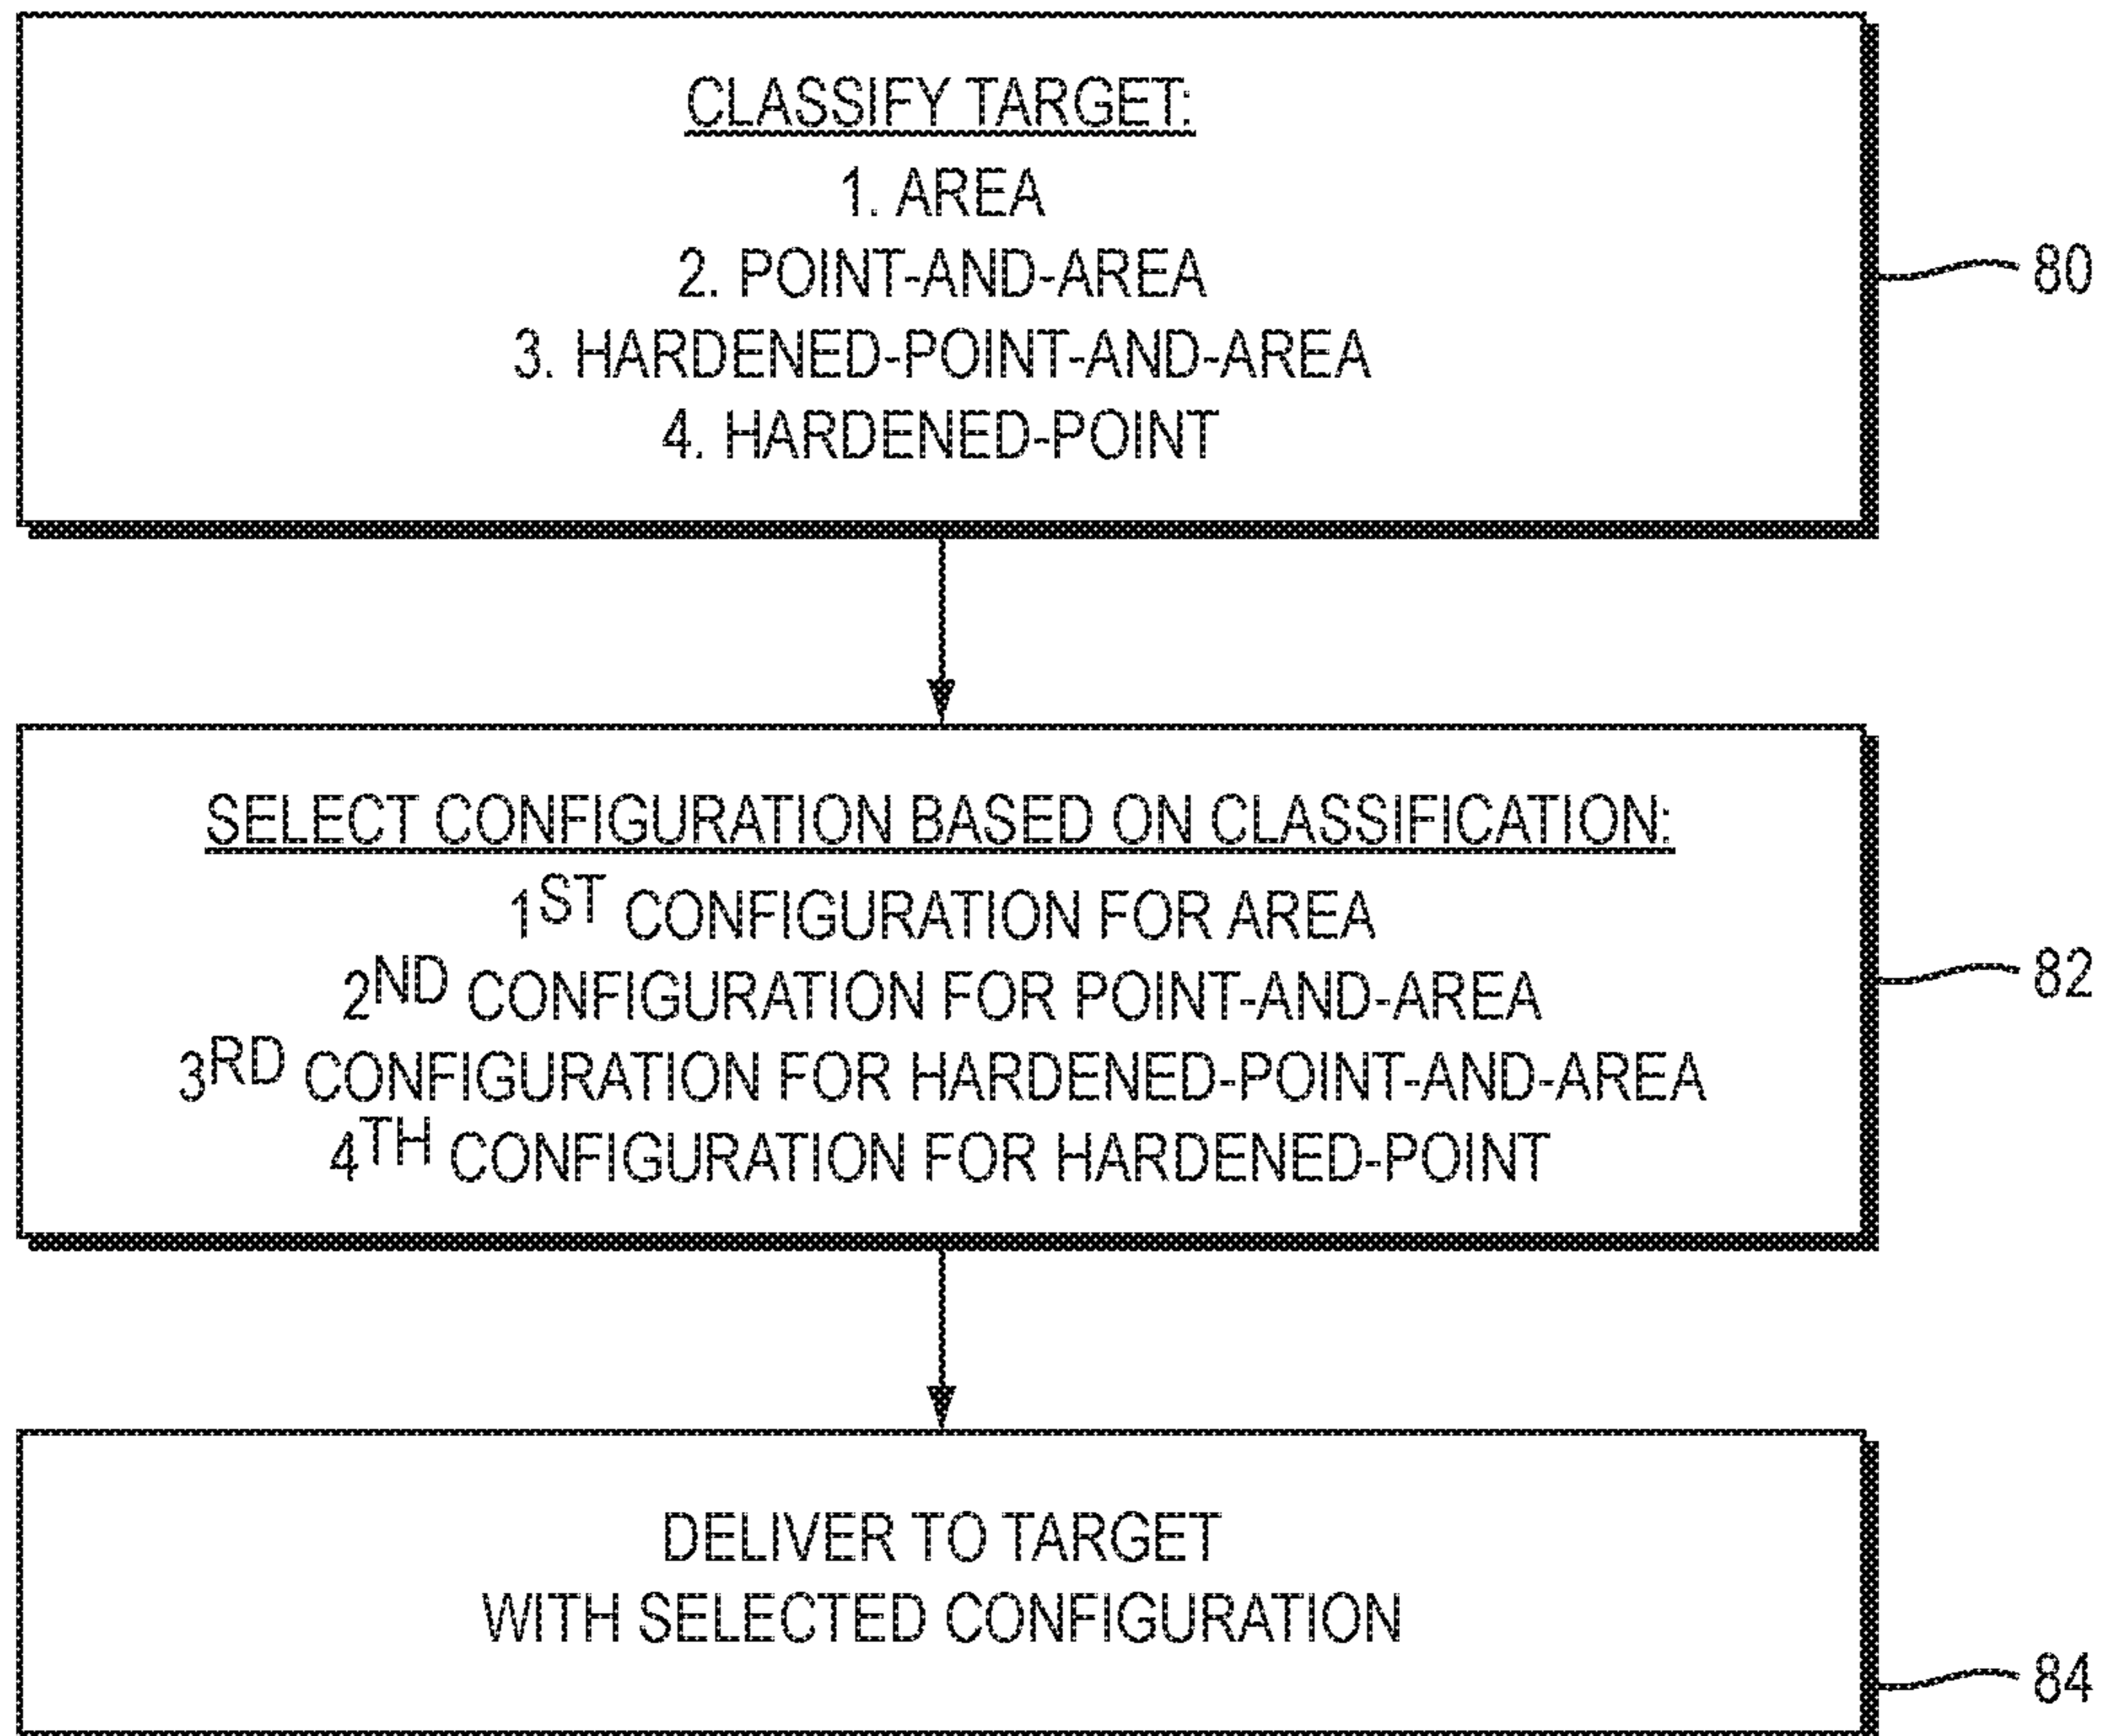 CLASSIFY TARGET:
1. AREA
2. POINT-AND-AREA
3. HARDENED-POINT-AND-AREA
4. HARDENED-POINT
80
SELECT CONFIGURATION BASED ON CLASSIFICATION:
1ST CONFIGURATION FOR AREA
2ND CONFIGURATION FOR POINT-AND-AREA
3RD CONFIGURATION FOR HARDENED-POINT-AND-AREA
4TH CONFIGURATION FOR HARDENED-POINT
82
DELIVER TO TARGET
WITH SELECTED CONFIGURATION
84